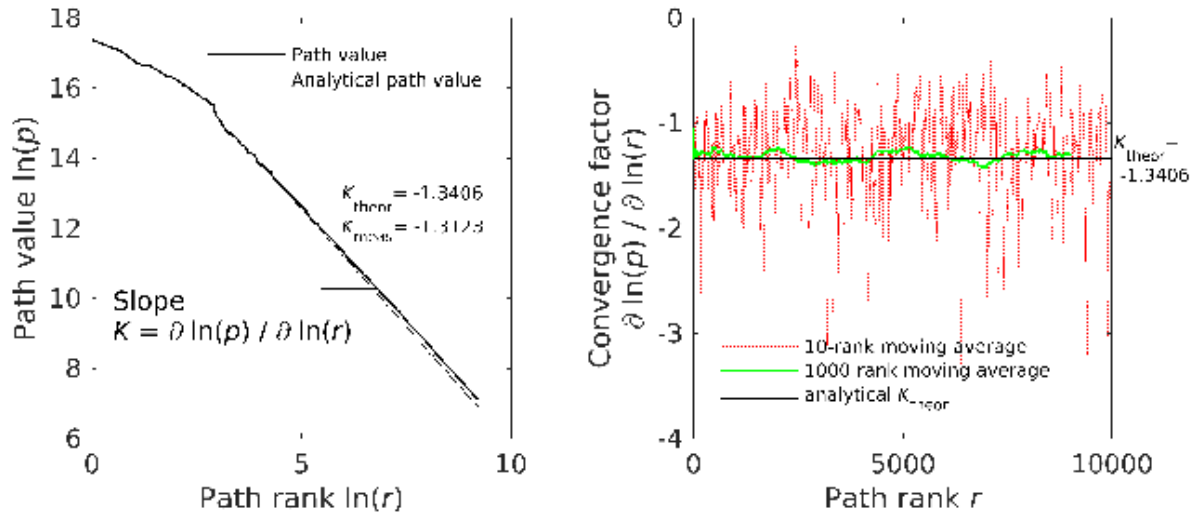 18
16
14
12
10
8
6
0
5
10
Path value ln(p)
Path rank ln(r)
Path value
Analytical path value
K_theor = -1.3406
K_meas = -1.3123
Slope
K = ∂ ln(p) / ∂ ln(r)
0
-1
-2
-3
-4
0
5000
10000
Convergence factor
∂ ln(p) / ∂ ln(r)
Path rank r
K_theor =
-1.3406
10-rank moving average
1000 rank moving average
analytical K_theor